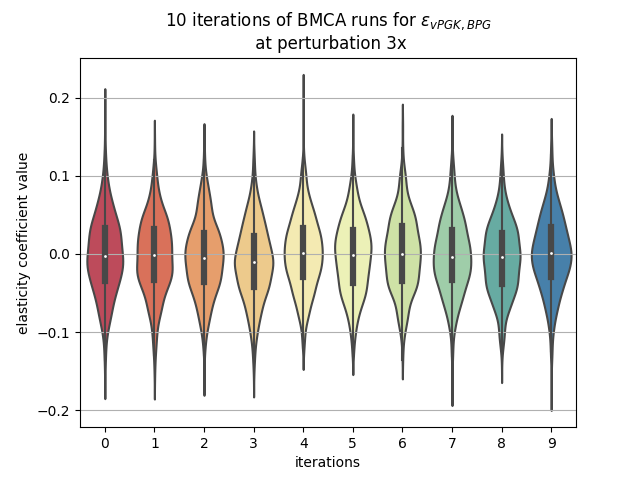 10 iterations of BMCA runs for ε_{vPGK, BPG}
at perturbation 3x
elasticity coefficient value
0.2
0.1
0.0
−0.1
−0.2
0 1 2 3 4 5 6 7 8 9
iterations